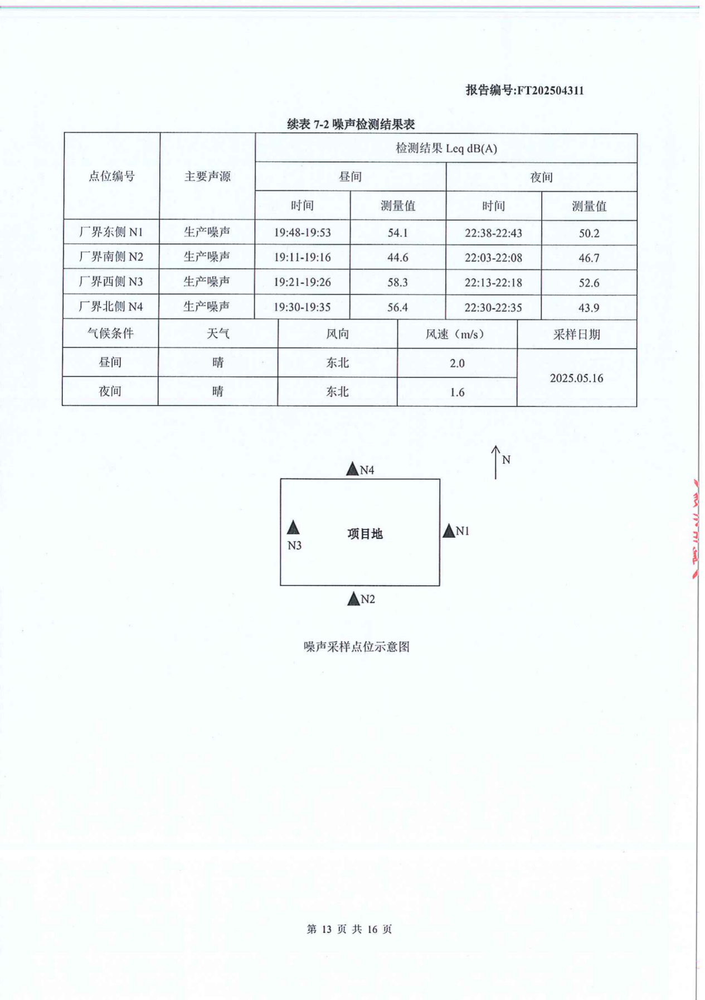 报告编号:FT202504311
续表 7-2 噪声检测结果表
点位编号 主要声源 检测结果 Leq dB(A)
昼间 夜间
时间 测量值 时间 测量值
厂界东侧 N1 生产噪声 19:48-19:53 54.1 22:38-22:43 50.2
厂界南侧 N2 生产噪声 19:11-19:16 44.6 22:03-22:08 46.7
厂界西侧 N3 生产噪声 19:21-19:26 58.3 22:13-22:18 52.6
厂界北侧 N4 生产噪声 19:30-19:35 56.4 22:30-22:35 43.9
气候条件 天气 风向 风速（m/s） 采样日期
昼间 晴 东北 2.0 2025.05.16
夜间 晴 东北 1.6
N
N4
N3 项目地 N1
N2
噪声采样点位示意图
第 13 页 共 16 页